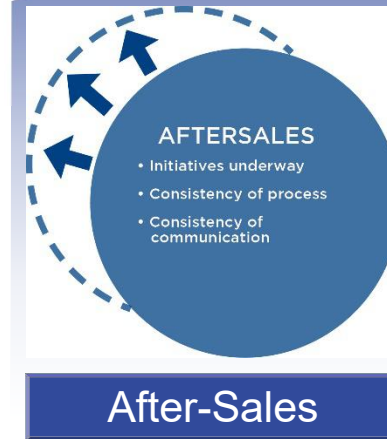 AFTERSALES
• Initiatives underway
• Consistency of process
• Consistency of
communication
After-Sales